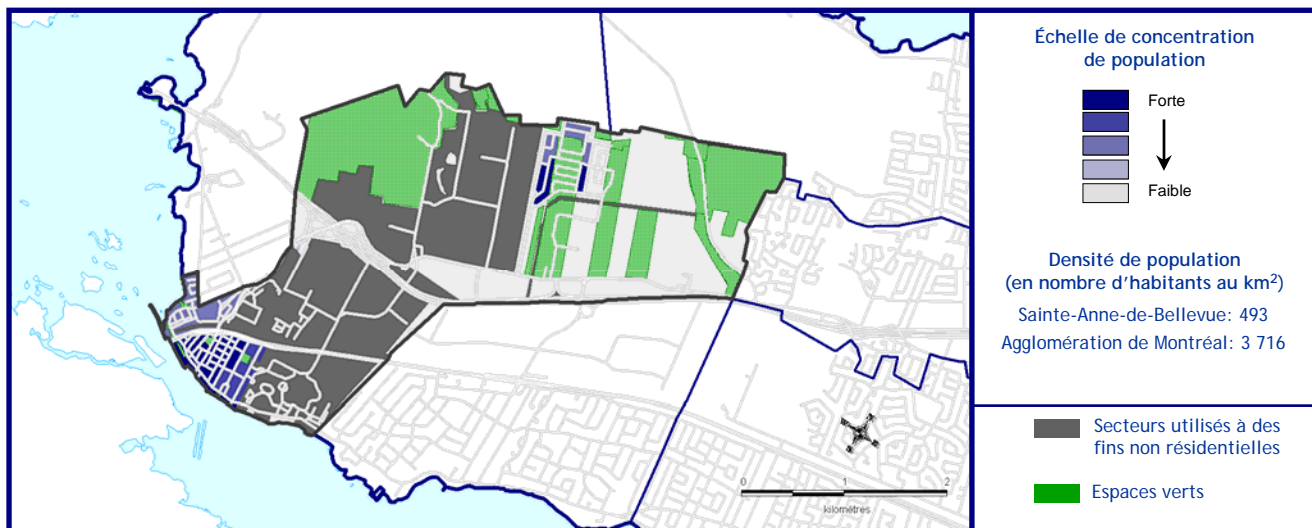 Échelle de concentration
de population
Forte
Faible
Densité de population
(en nombre d'habitants au km²)
Sainte-Anne-de-Bellevue: 493
Agglomération de Montréal: 3 716
Secteurs utilisés à des
fins non résidentielles
Espaces verts
0 1 2
kilomètres